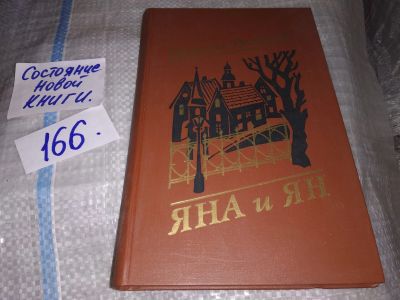 Состояние
новой
книги.
166.
ЯНА и ЯН